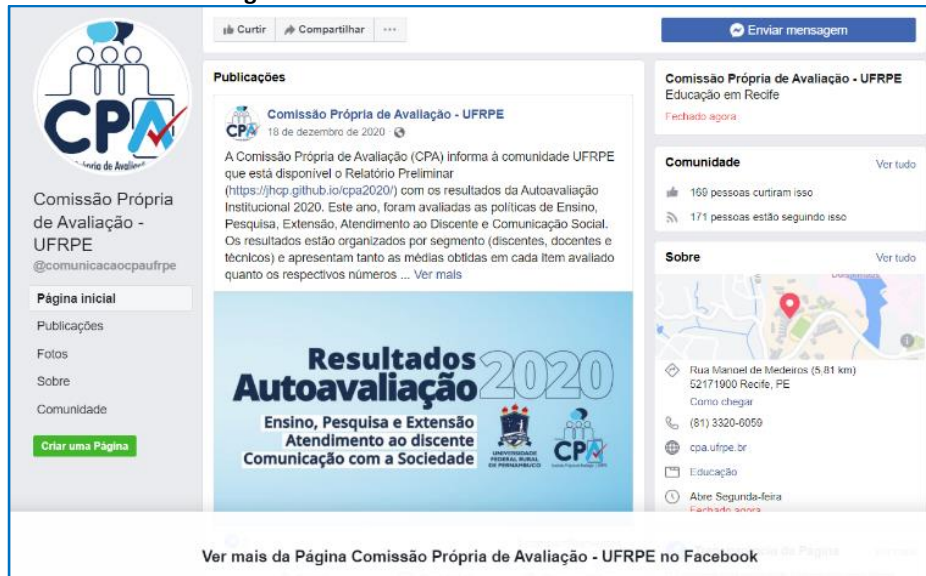 CPA
Comissão Própria
de Avaliação -
UFRPE
@comunicacaocpaufrpe
Página inicial
Publicações
Fotos
Sobre
Comunidade
Criar uma Página
Curtir
Compartilhar
Publicações
Comissão Própria de Avaliação - UFRPE
18 de dezembro de 2020
A Comissão Própria de Avaliação (CPA) informa à comunidade UFRPE
que está disponível o Relatório Preliminar
(https://jhcp.github.io/cpa2020/) com os resultados da Autoavaliação
Institucional 2020. Este ano, foram avaliadas as políticas de Ensino,
Pesquisa, Extensão, Atendimento ao Discente e Comunicação Social.
Os resultados estão organizados por segmento (discentes, docentes e
técnicos) e apresentam tanto as médias obtidas em cada item avaliado
quanto os respectivos números ... Ver mais
Resultados 2020
Autoavaliação
Ensino, Pesquisa e Extensão
Atendimento ao discente
Comunicação com a Sociedade
UNIVERSIDADE
FEDERAL RURAL
DE PERNAMBUCO
CPA
Enviar mensagem
Comissão Própria de Avaliação - UFRPE
Educação em Recife
Fechado agora
Comunidade Ver tudo
169 pessoas curtiram isso
171 pessoas estão seguindo isso
Sobre Ver tudo
Rua Manoel de Medeiros (5,81 km)
52171900 Recife, PE
Como chegar
(81) 3320-6059
cpa.ufrpe.br
Educação
Abre Segunda-feira
Fechado agora
Ver mais da Página Comissão Própria de Avaliação - UFRPE no Facebook